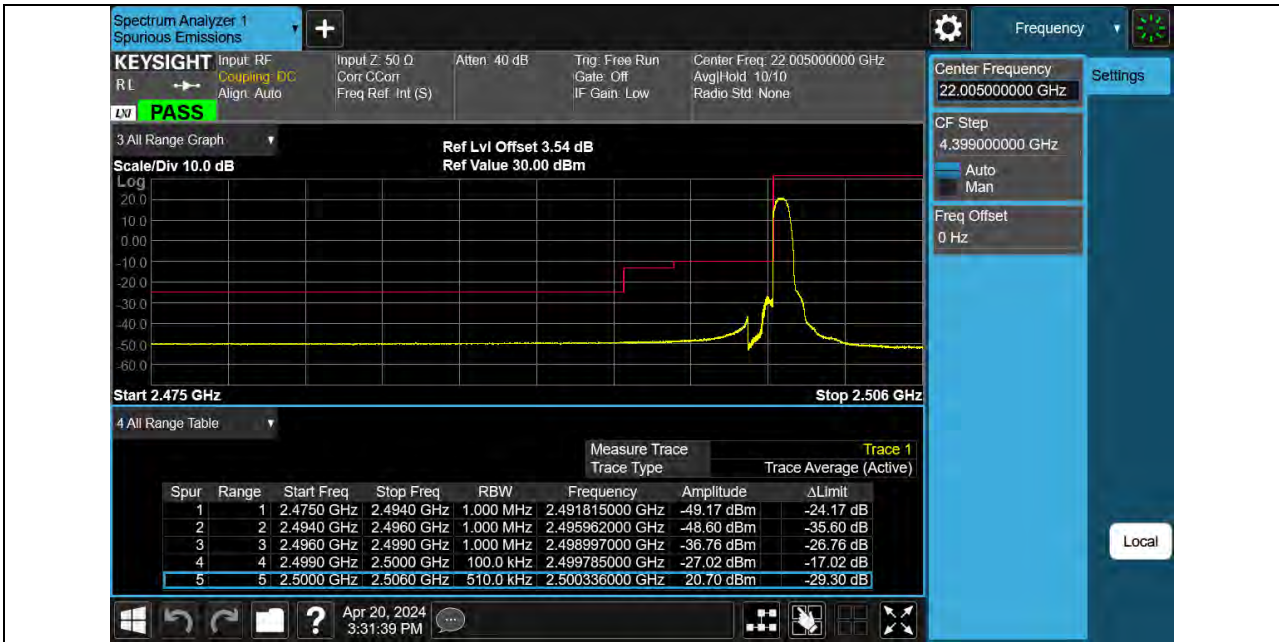 Spectrum Analyzer 1
Spurious Emissions
Frequency
KEYSIGHT Input: RF Input Z: 50 Ω Atten: 40 dB Trig: Free Run Center Freq: 22.005000000 GHz
RL Coupling: DC Corr CCorr Gate: Off Avg|Hold: 10/10
Align: Auto Freq Ref: Int (S) IF Gain: Low Radio Std: None
LXI PASS
Center Frequency
22.005000000 GHz
Settings
CF Step
4.399000000 GHz
Auto
Man
Freq Offset
0 Hz
3 All Range Graph
Ref Lvl Offset 3.54 dB
Scale/Div 10.0 dB Ref Value 30.00 dBm
Log
20.0
10.0
0.00
-10.0
-20.0
-30.0
-40.0
-50.0
-60.0
Start 2.475 GHz Stop 2.506 GHz
4 All Range Table
Measure Trace Trace 1
Trace Type Trace Average (Active)
Spur Range Start Freq Stop Freq RBW Frequency Amplitude ΔLimit
1 1 2.4750 GHz 2.4940 GHz 1.000 MHz 2.491815000 GHz -49.17 dBm -24.17 dB
2 2 2.4940 GHz 2.4960 GHz 1.000 MHz 2.495962000 GHz -48.60 dBm -35.60 dB
3 3 2.4960 GHz 2.4990 GHz 1.000 MHz 2.498997000 GHz -36.76 dBm -26.76 dB
4 4 2.4990 GHz 2.5000 GHz 100.0 kHz 2.499785000 GHz -27.02 dBm -17.02 dB
5 5 2.5000 GHz 2.5060 GHz 510.0 kHz 2.500336000 GHz 20.70 dBm -29.30 dB
Local
? Apr 20, 2024
3:31:39 PM